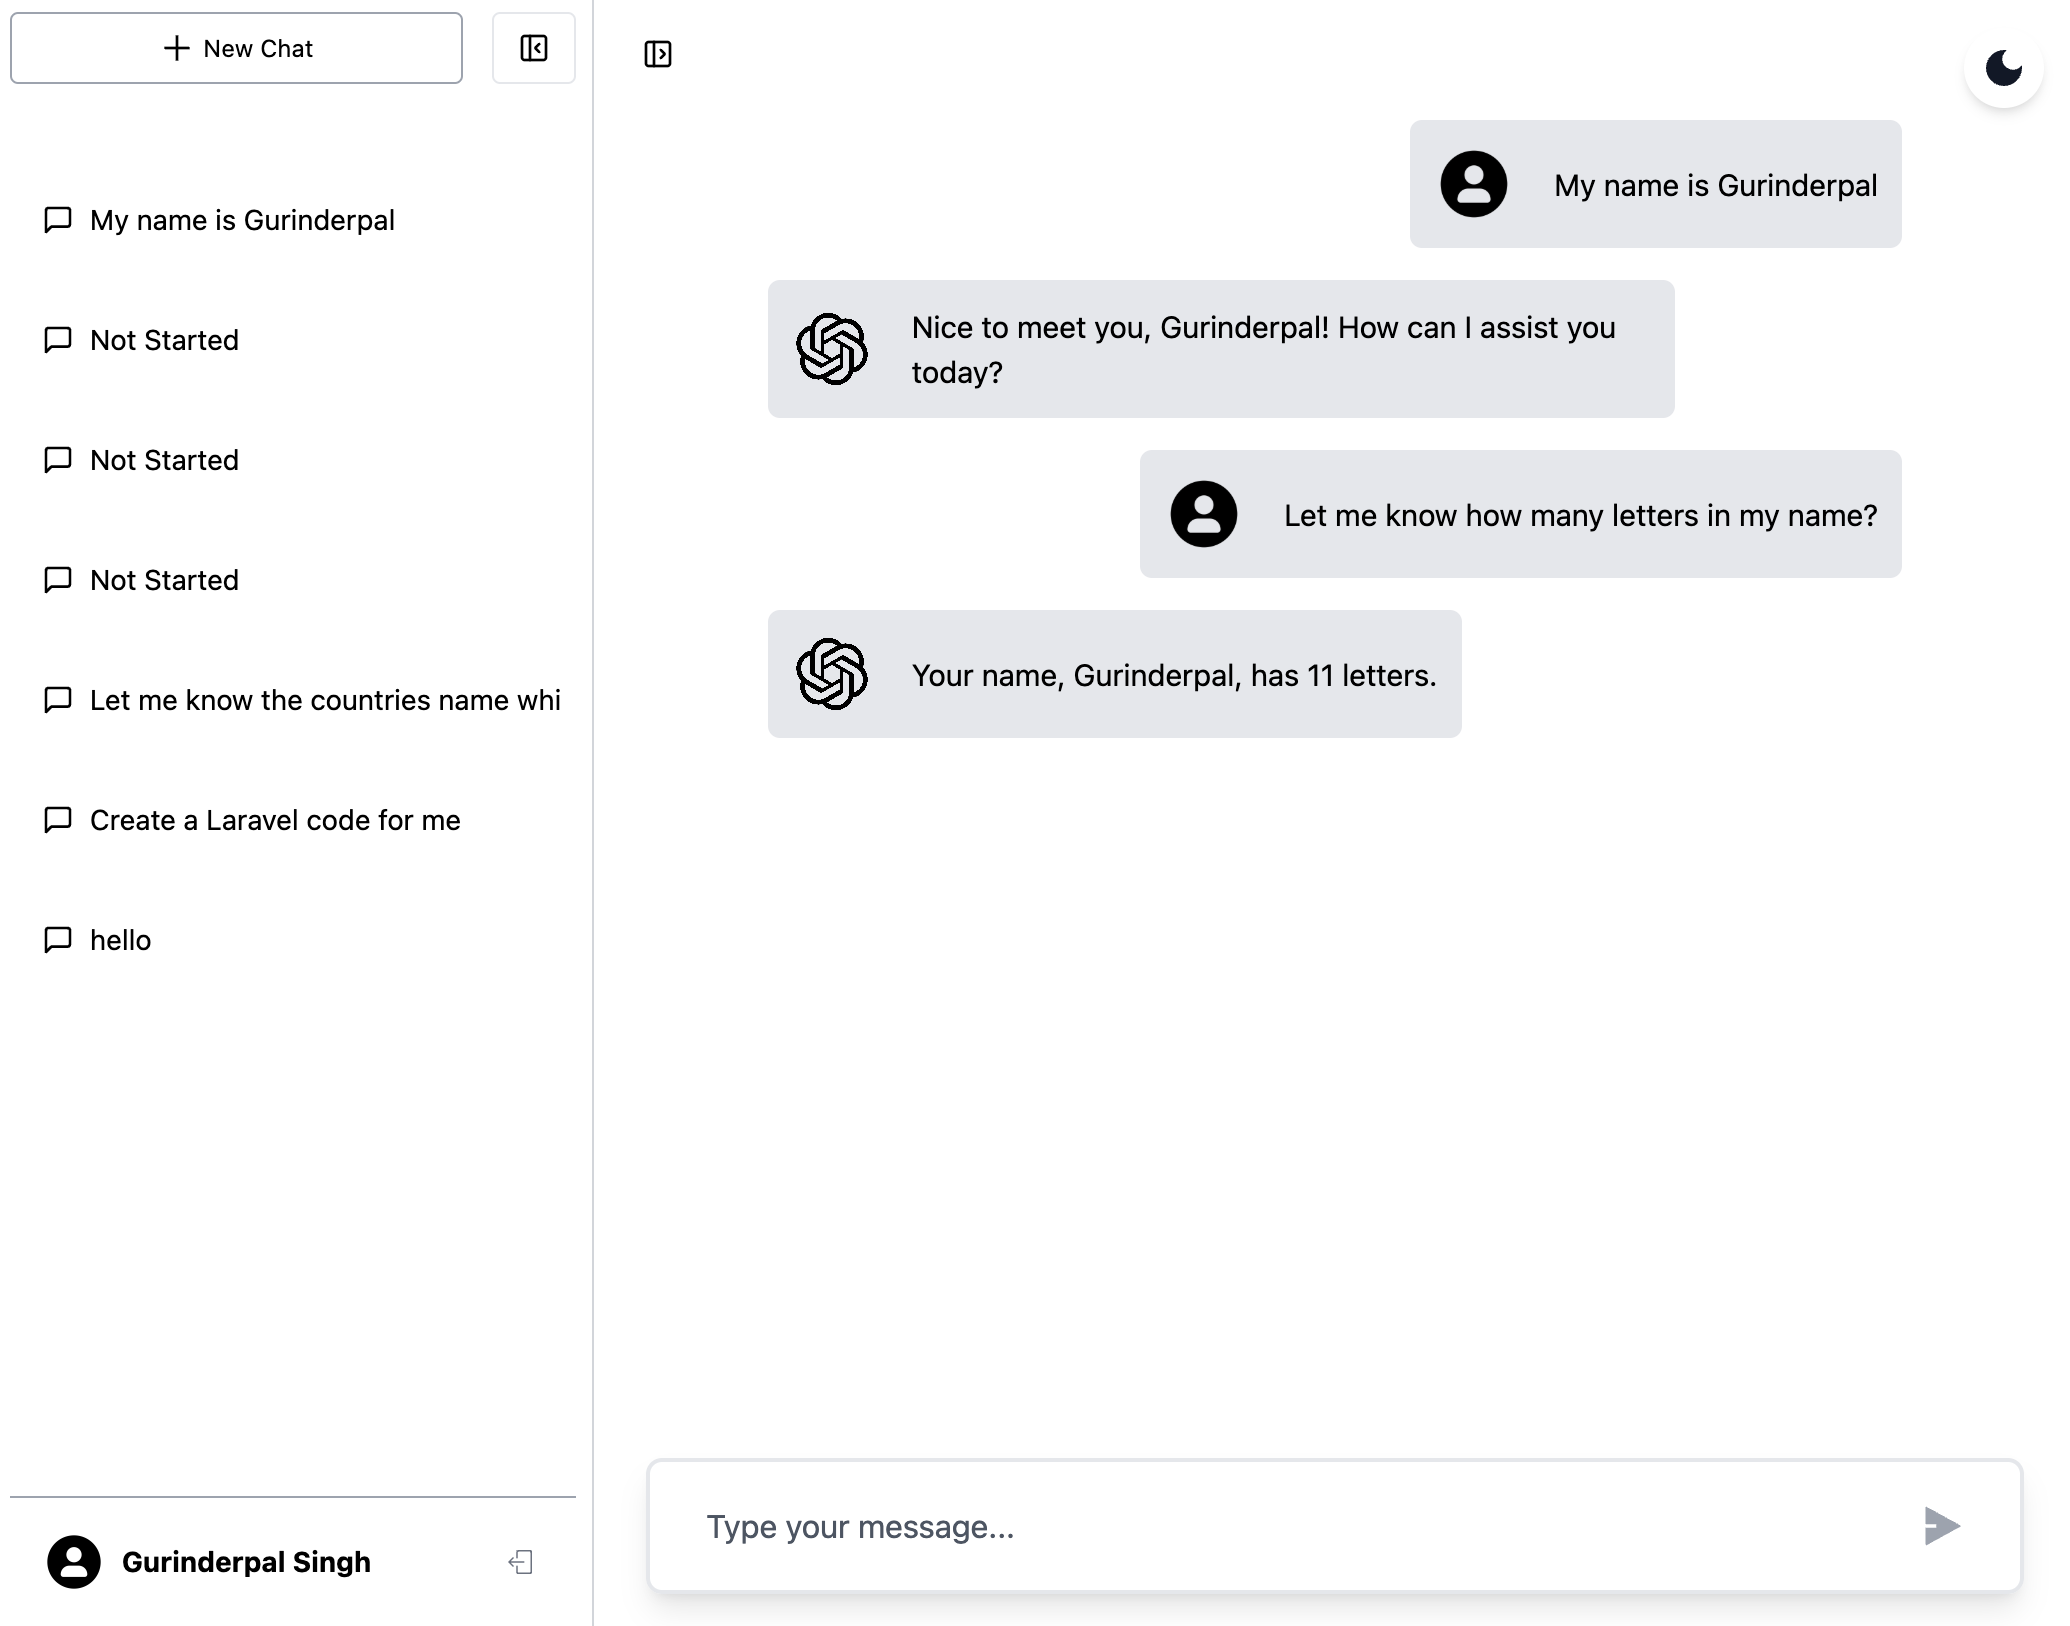 New Chat
My name is Gurinderpal
Not Started
Not Started
Not Started
Let me know the countries name whi
Create a Laravel code for me
hello
Gurinderpal Singh
My name is Gurinderpal
Nice to meet you, Gurinderpal! How can I assist you
today?
Let me know how many letters in my name?
Your name, Gurinderpal, has 11 letters.
Type your message...